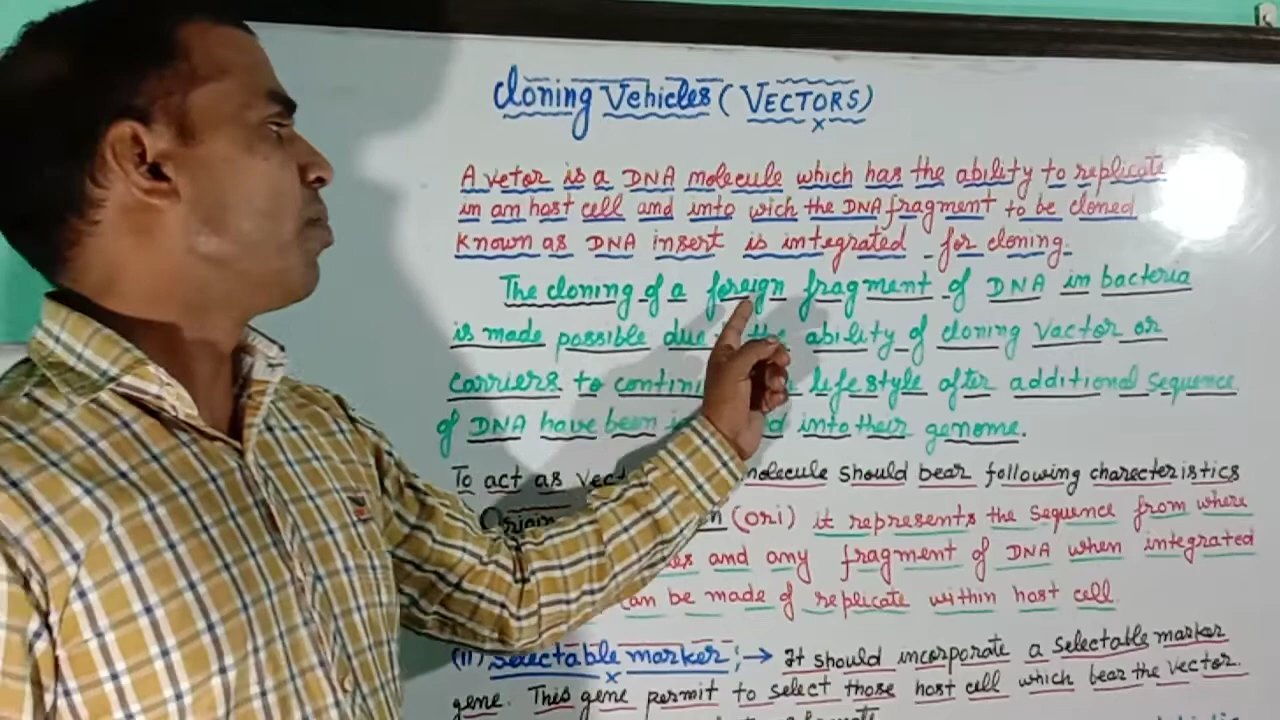 Cloning Vehicles (VECTORS)
A vetor is a DNA molecule which has the ability to replicate
in an host cell and into wich the DNA fragment to be cloned
known as DNA insert is integrated for cloning.
The cloning of a foreign fragment of DNA in bacteria
is made possible due the ability of cloning vactor or
carriers to life style after additional sequence
of DNA have been into their genome.
To act as molecule should bear following characteristics
(ori) it represents the sequence from where
and any fragment of DNA when integrated
can be made of replicate within host cell
(II) Selectable marker; → It should incorporate a selectable marker
gene. This gene permit to select those host cell which bear the vector.